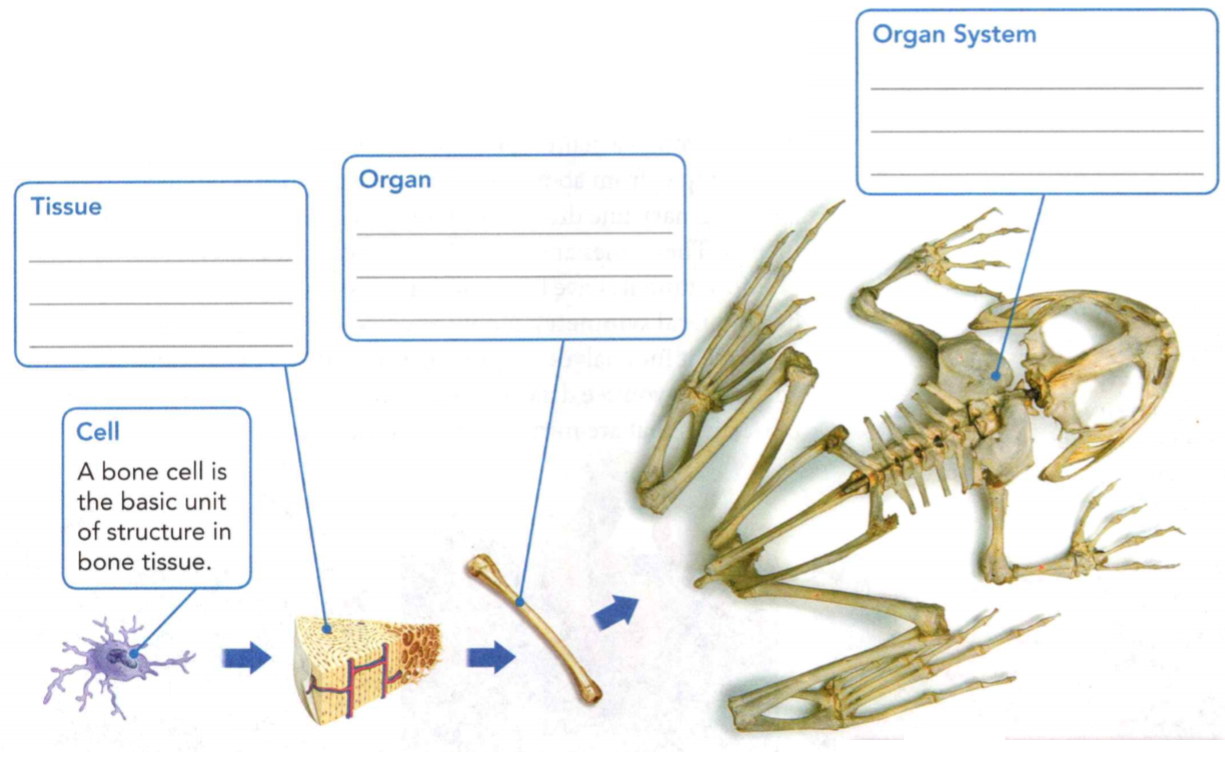 Organ System
Organ
Tissue
Cell
A bone cell is
the basic unit
of structure in
bone tissue.